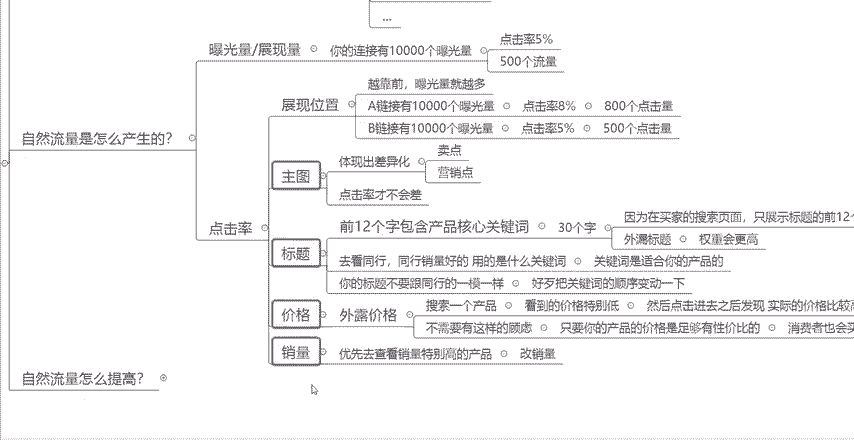 ...
曝光量/展现量
你的连接有10000个曝光量
点击率5%
500个流量
自然流量是怎么产生的?
点击率
展现位置
越靠前，曝光量就越多
A链接有10000个曝光量
点击率8%
800个点击量
B链接有10000个曝光量
点击率5%
500个点击量
主图
体现出差异化
卖点
营销点
点击率才不会差
标题
前12个字包含产品核心关键词
30个字
因为在买家的搜索页面，只展示标题的前12个
外漏标题
权重会更高
去看同行，同行销量好的 用的是什么关键词
关键词是适合你的产品的
你的标题不要跟同行的一模一样
好歹把关键词的顺序变动一下
价格
外露价格
搜索一个产品
看到的价格特别低
然后点击进去之后发现 实际的价格比较高
不需要有这样的顾虑
只要你的产品的价格是足够有性价比的
消费者也会买
销量
优先去查看销量特别高的产品
改销量
自然流量怎么提高?